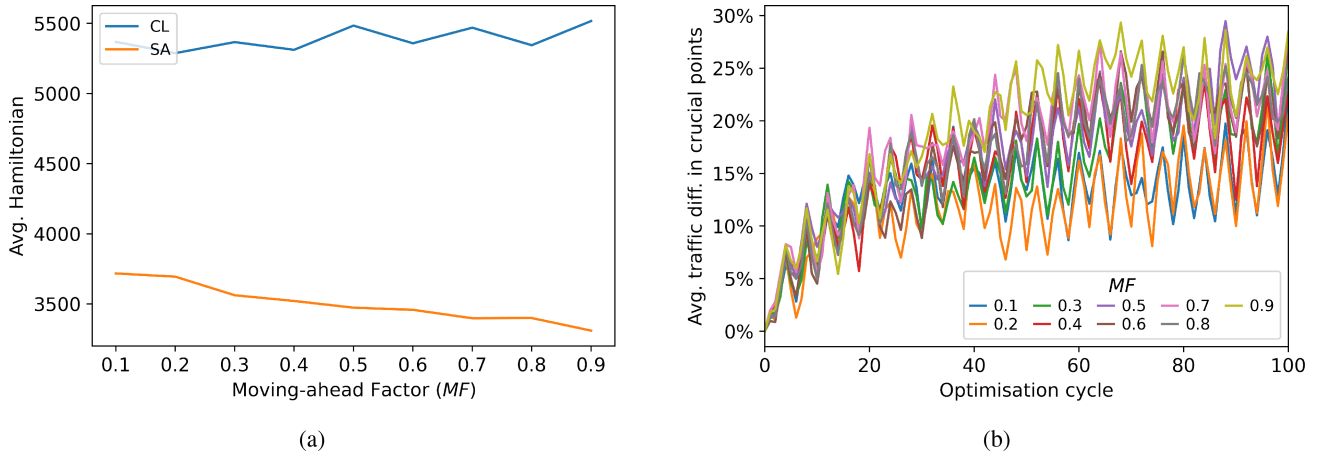 5500
5000
4500
4000
3500
Avg. Hamiltonian
CL
SA
0.1 0.2 0.3 0.4 0.5 0.6 0.7 0.8 0.9
Moving-ahead Factor (MF)
(a)
30%
25%
20%
15%
10%
5%
0%
Avg. traffic diff. in crucial points
MF
0.1 0.3 0.5 0.7 0.9
0.2 0.4 0.6 0.8
0 20 40 60 80 100
Optimisation cycle
(b)